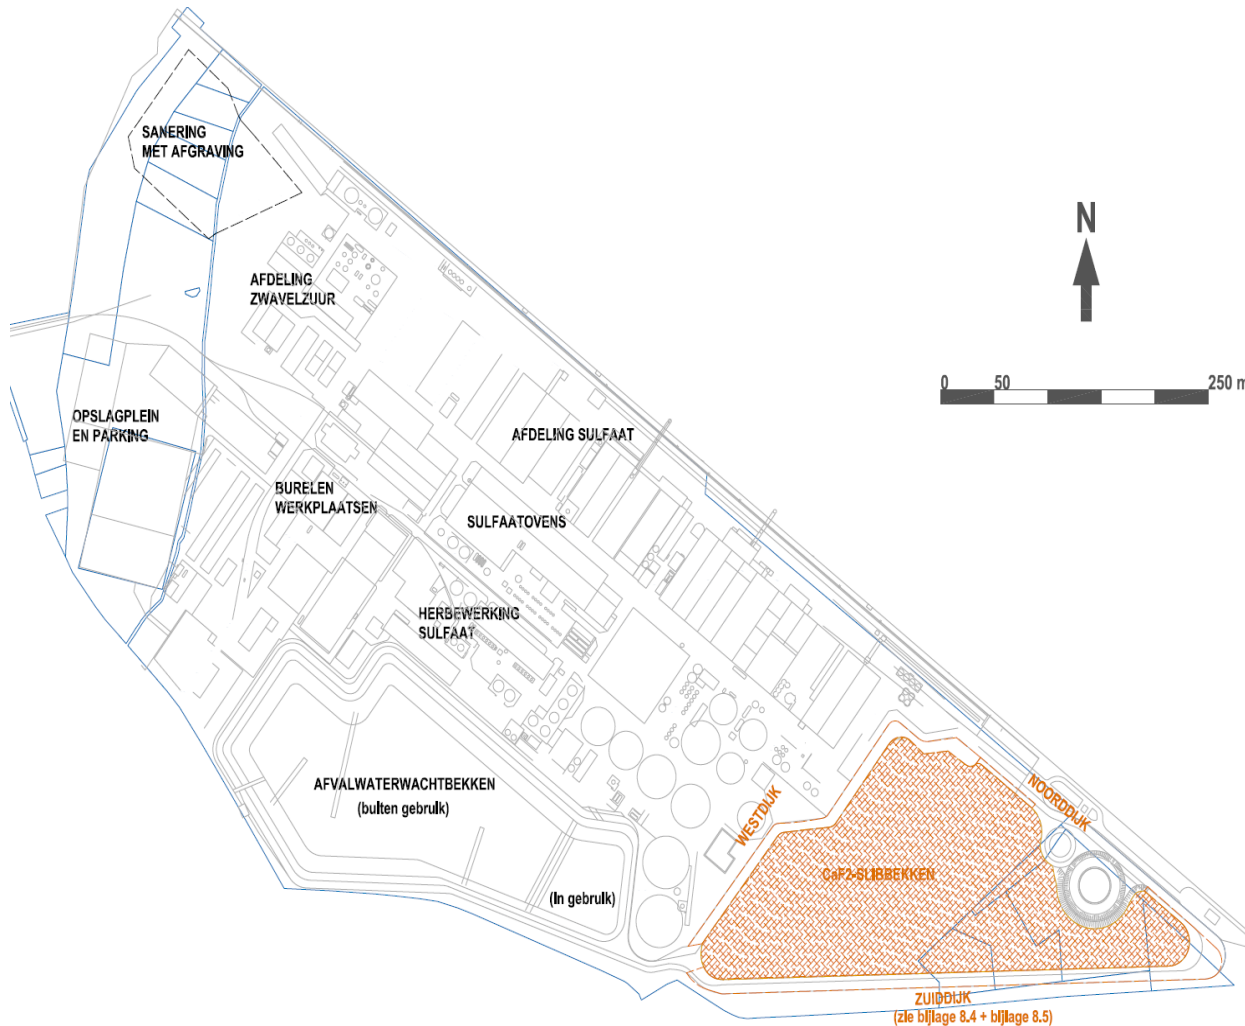 SANERING
MET AFGRAVING
N
AFDELING
ZWAVELZUUR
0 50 250 m
OPSLAGPLEIN
EN PARKING
AFDELING SULFAAT
BURELEN
WERKPLAATSEN
SULFAATOVENS
HERBEWERKING
SULFAAT
AFVALWATERWACHTBEKKEN
(buiten gebruik)
WESTDIJK
NOORDDIJK
CaF2-SLIBBEKKEN
(In gebruik)
ZUIDDIJK
(zie bijlage 8.4 + bijlage 8.5)